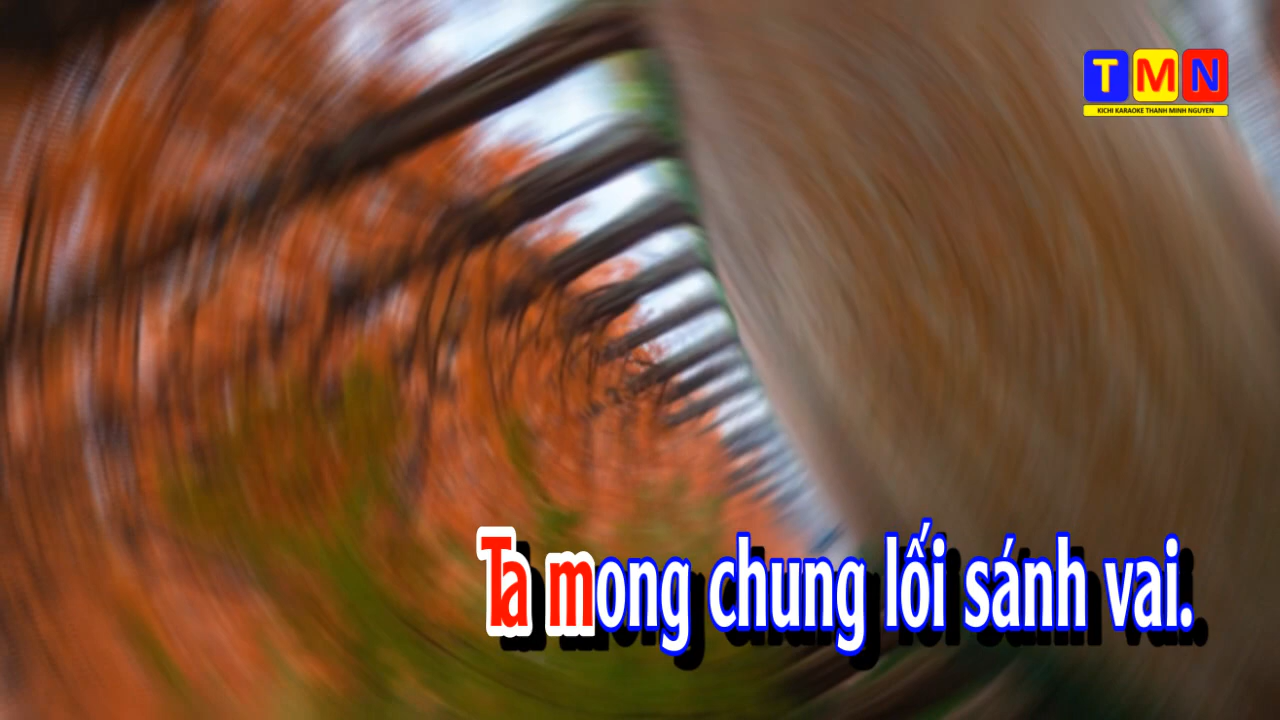 TMN
KICHI KARAOKE THANH MINH NGUYEN
Ta mong chung lối sánh vai.